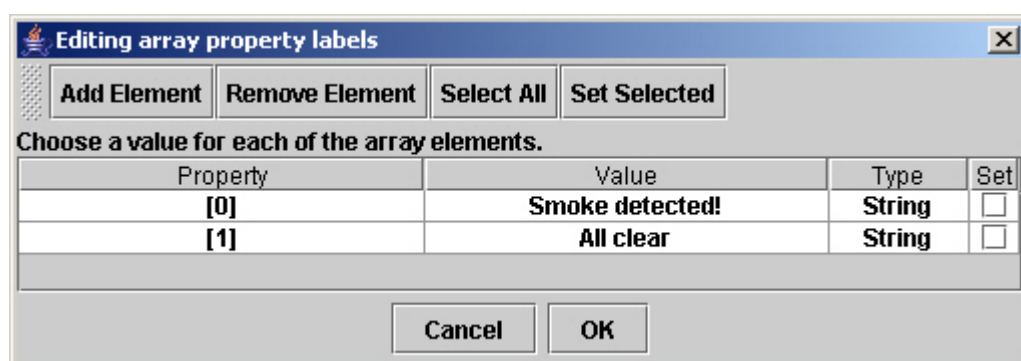 Editing array property labels
Add Element Remove Element Select All Set Selected
Choose a value for each of the array elements.
Property Value Type Set
[0] Smoke detected! String
[1] All clear String
Cancel OK